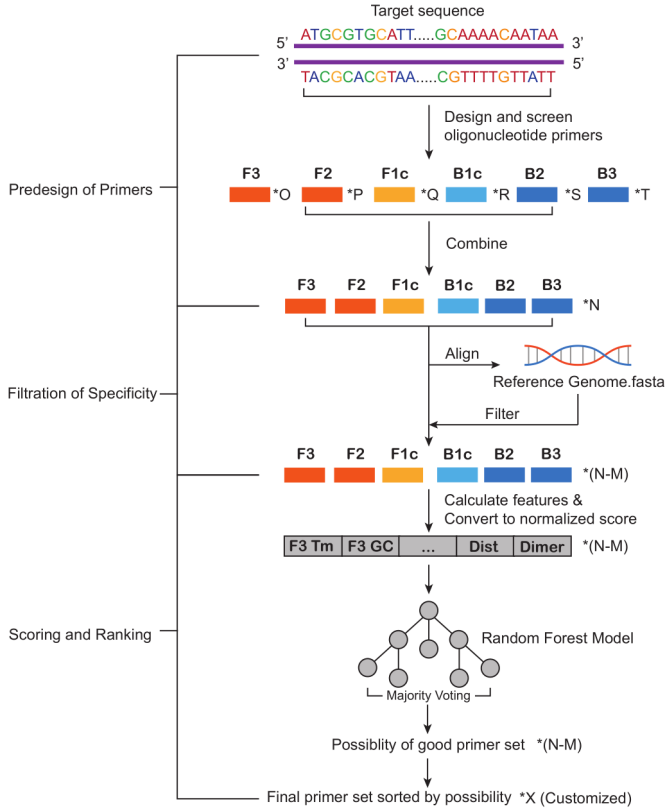 Target sequence
5' ATGCGTGCATT.....GCAAAACAATAA 3'
3' TACGCACGTAA.....CGTTTTGTTATT 5'
Design and screen
oligonucleotide primers
Predesign of Primers
F3 *O F2 *P F1c *Q B1c *R B2 *S B3 *T
Combine
F3 F2 F1c B1c B2 B3 *N
Align
Reference Genome.fasta
Filtration of Specificity
Filter
F3 F2 F1c B1c B2 B3 *(N-M)
Calculate features &
Convert to normalized score
F3 Tm F3 GC ... Dist Dimer *(N-M)
Scoring and Ranking
Random Forest Model
Majority Voting
Possiblity of good primer set *(N-M)
Final primer set sorted by possibility *X (Customized)